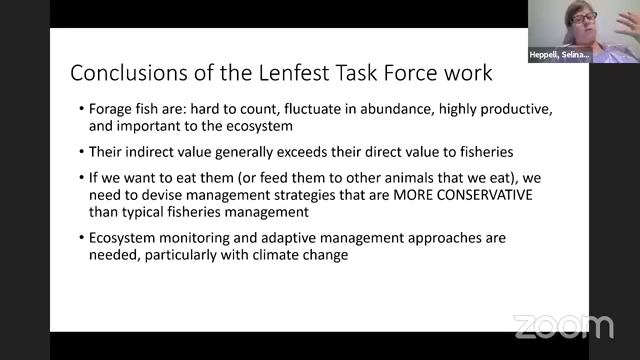 Heppell, Selina...
Conclusions of the Lenfest Task Force work
• Forage fish are: hard to count, fluctuate in abundance, highly productive,
and important to the ecosystem
• Their indirect value generally exceeds their direct value to fisheries
• If we want to eat them (or feed them to other animals that we eat), we
need to devise management strategies that are MORE CONSERVATIVE
than typical fisheries management
• Ecosystem monitoring and adaptive management approaches are
needed, particularly with climate change
zoom